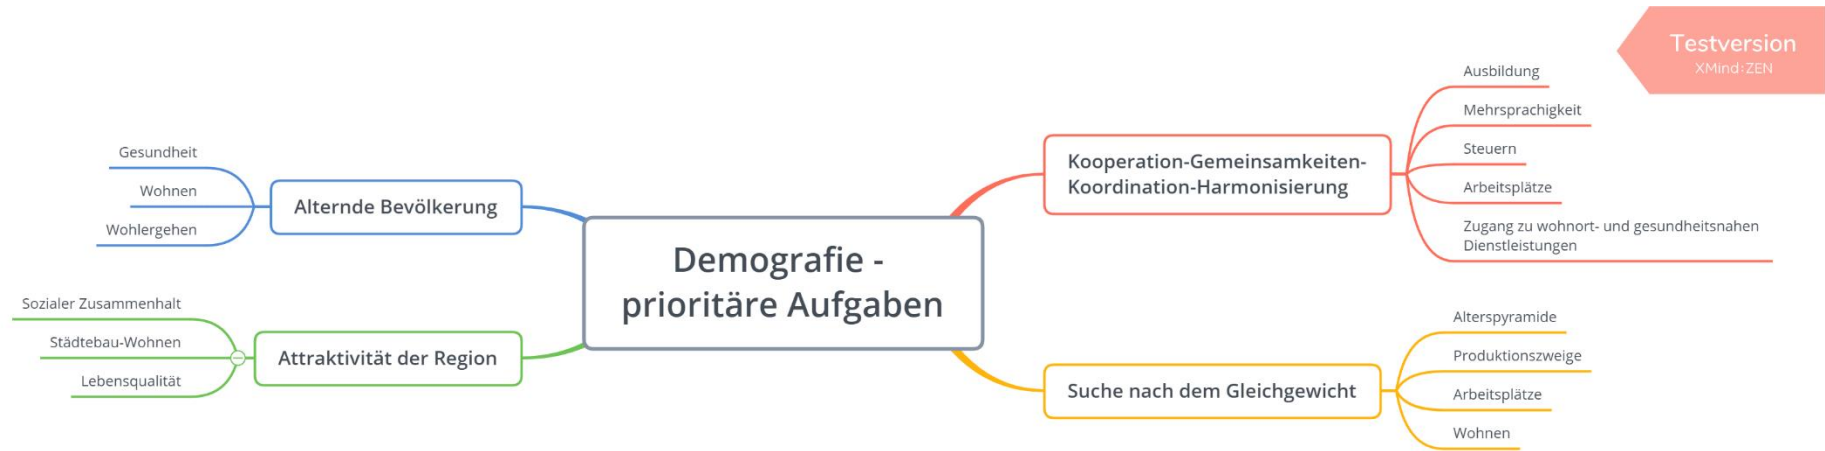 Testversion
XMind:ZEN
Demografie -
prioritäre Aufgaben
Kooperation-Gemeinsamkeiten-
Koordination-Harmonisierung
Ausbildung
Mehrsprachigkeit
Steuern
Arbeitsplätze
Zugang zu wohnort- und gesundheitsnahen
Dienstleistungen
Suche nach dem Gleichgewicht
Alterspyramide
Produktionszweige
Arbeitsplätze
Wohnen
Alternde Bevölkerung
Gesundheit
Wohnen
Wohlergehen
Attraktivität der Region
Sozialer Zusammenhalt
Städtebau-Wohnen
Lebensqualität